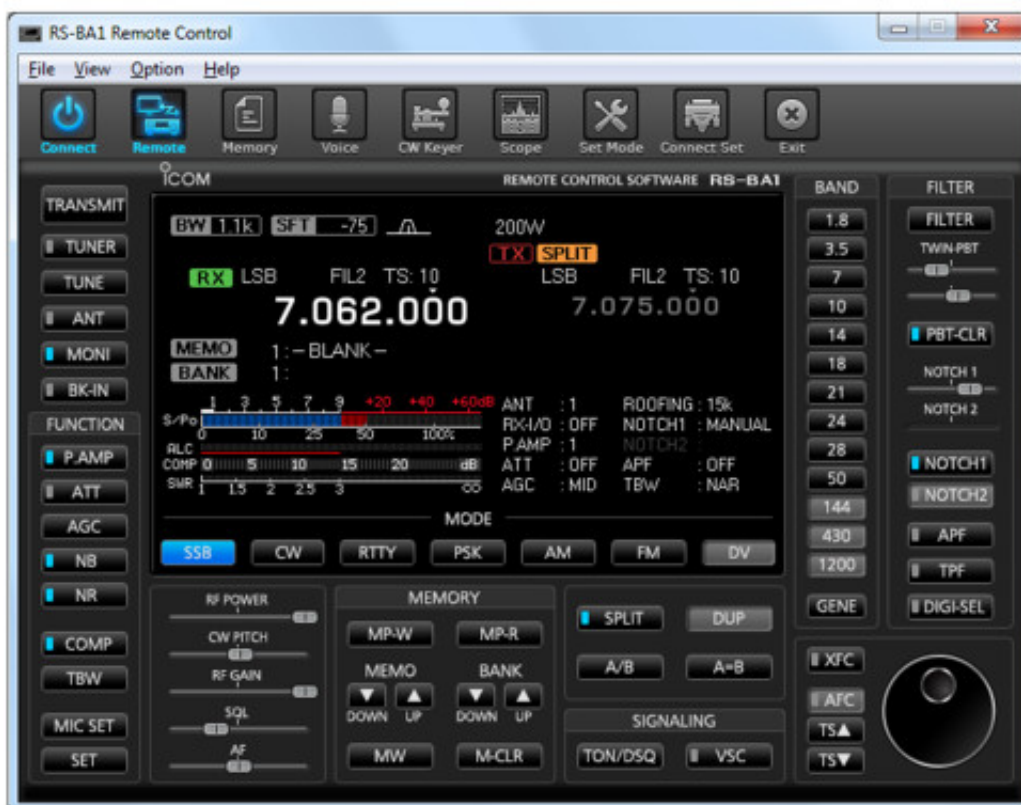 RS-BA1 Remote Control
File View Option Help
Connect Remote Memory Voice CW Keyer Scope Set Mode Connect Set Exit
ICOM REMOTE CONTROL SOFTWARE RS-BA1
TRANSMIT
TUNER
TUNE
ANT
MONI
BK-IN
FUNCTION
P.AMP
ATT
AGC
NB
NR
COMP
TBW
MIC SET
SET
BW 1.1k SFT -75 200W
TX SPLIT
RX LSB FIL2 TS: 10 LSB FIL2 TS: 10
7.062.000 7.075.000
MEMO 1: -BLANK-
BANK 1:
1 3 5 7 9 +20 +40 +60dB
S/Po
0 10 25 50 100%
ALC
COMP 0 5 10 15 20 dB
SWR 1 1.5 2 2.5 3 ∞
ANT :1 ROOFING: 15k
RX-I/O : OFF NOTCH1 : MANUAL
P.AMP : 1 NOTCH2 :
ATT : OFF APF : OFF
AGC : MID TBW : NAR
MODE
SSB CW RTTY PSK AM FM DV
RF POWER
CW PITCH
RF GAIN
SQL
AF
MEMORY
MP-W MP-R
MEMO BANK
▼ ▲ ▼ ▲
DOWN UP DOWN UP
MW M-CLR
SPLIT DUP
A/B A=B
SIGNALING
TON/DSQ VSC
BAND
1.8
3.5
7
10
14
18
21
24
28
50
144
430
1200
GENE
FILTER
FILTER
TWIN-PBT
PBT-CLR
NOTCH 1
NOTCH 2
NOTCH1
NOTCH2
APF
TPF
DIGI-SEL
XFC
AFC
TS▲
TS▼